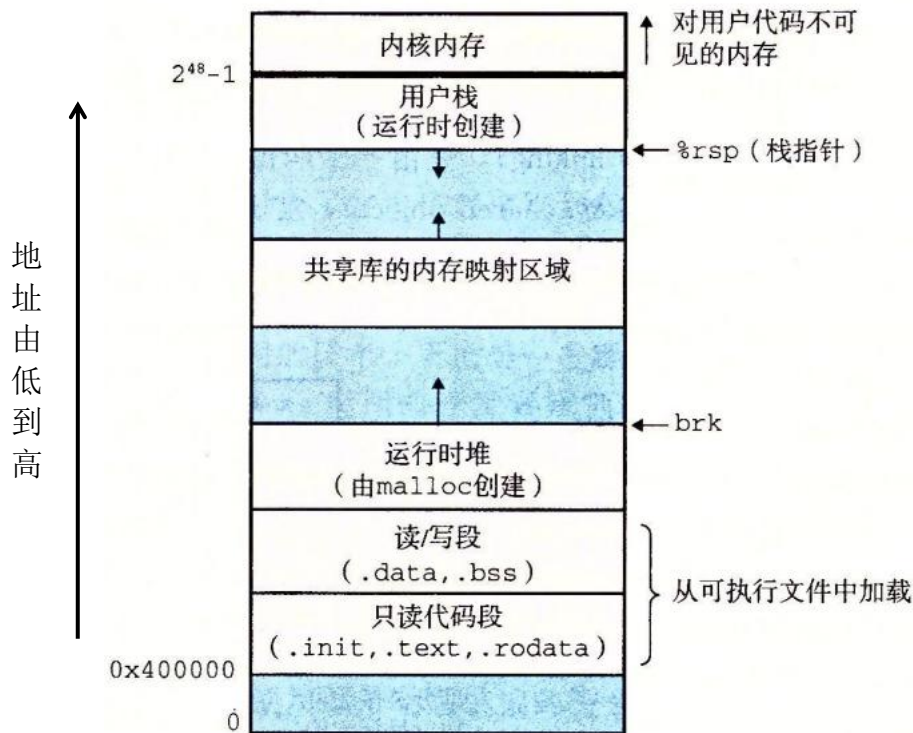 内核内存
对用户代码不可
见的内存
2⁴⁸-1
用户栈
（运行时创建）
%rsp（栈指针）
共享库的内存映射区域
brk
运行时堆
（由malloc创建）
读/写段
（.data,.bss）
从可执行文件中加载
只读代码段
（.init,.text,.rodata）
0x400000
0
地址由低到高